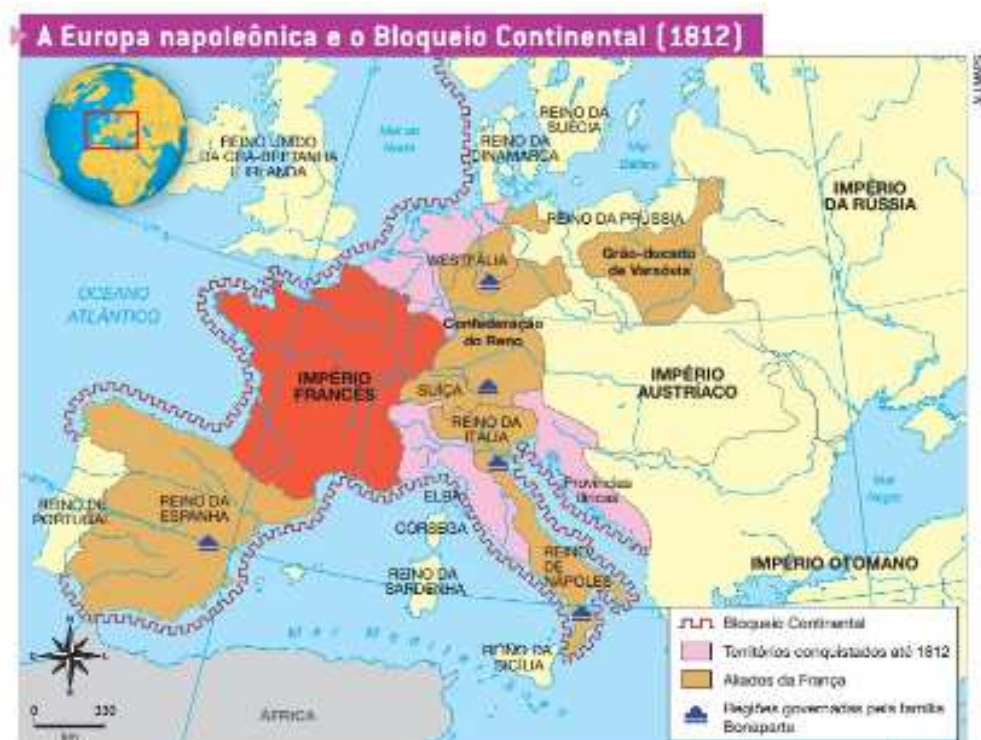 A Europa napoleônica e o Bloqueio Continental (1812)
REINO UNIDO
DA GRÃ-BRETANHA
E IRLANDA
Mar do
Norte
REINO DA
SUÉCIA
REINO DA
DINAMARCA
Mar
Báltico
IMPÉRIO
DA RÚSSIA
REINO DA PRÚSSIA
Grão-ducado
de Varsóvia
WESTFÁLIA
OCEANO
ATLÂNTICO
Confederação
do Reno
IMPÉRIO
FRANCÊS
SUÍÇA
IMPÉRIO
AUSTRÍACO
REINO DA
ITÁLIA
Províncias
Ilíricas
Mar
Negro
REINO DE
PORTUGAL
REINO DA
ESPANHA
ELBA
CÓRSEGA
REINO DA
SARDENHA
REINO
DE
NÁPOLES
IMPÉRIO OTOMANO
REINO DA
SICÍLIA
Mar Medi
ÁFRICA
N
L
S
0 330
km
Bloqueio Continental
Territórios conquistados até 1812
Aliados da França
Regiões governadas pela família
Bonaparte